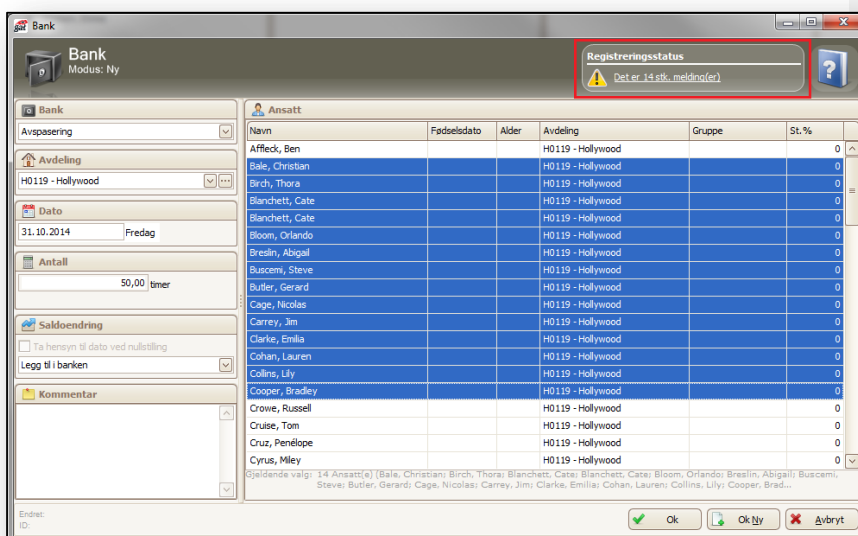 gat Bank
Bank
Modus: Ny
Registreringsstatus
Det er 14 stk. melding(er)
Bank
Avspasering
Avdeling
H0119 - Hollywood
Dato
31.10.2014 Fredag
Antall
50,00 timer
Saldoendring
Ta hensyn til dato ved nullstilling
Legg til i banken
Kommentar
Ansatt
Navn Fødselsdato Alder Avdeling Gruppe St.%
Affleck, Ben H0119 - Hollywood 0
Bale, Christian H0119 - Hollywood 0
Birch, Thora H0119 - Hollywood 0
Blanchett, Cate H0119 - Hollywood 0
Blanchett, Cate H0119 - Hollywood 0
Bloom, Orlando H0119 - Hollywood 0
Breslin, Abigail H0119 - Hollywood 0
Buscemi, Steve H0119 - Hollywood 0
Butler, Gerard H0119 - Hollywood 0
Cage, Nicolas H0119 - Hollywood 0
Carrey, Jim H0119 - Hollywood 0
Clarke, Emilia H0119 - Hollywood 0
Cohan, Lauren H0119 - Hollywood 0
Collins, Lily H0119 - Hollywood 0
Cooper, Bradley H0119 - Hollywood 0
Crowe, Russell H0119 - Hollywood 0
Cruise, Tom H0119 - Hollywood 0
Cruz, Penélope H0119 - Hollywood 0
Cyrus, Miley H0119 - Hollywood 0
Gjeldende valg: 14 Ansatt(e) (Bale, Christian; Birch, Thora; Blanchett, Cate; Blanchett, Cate; Bloom, Orlando; Breslin, Abigail; Buscemi,
Steve; Butler, Gerard; Cage, Nicolas; Carrey, Jim; Clarke, Emilia; Cohan, Lauren; Collins, Lily; Cooper, Brad...
Endret:
ID:
Ok Ok Ny Avbryt